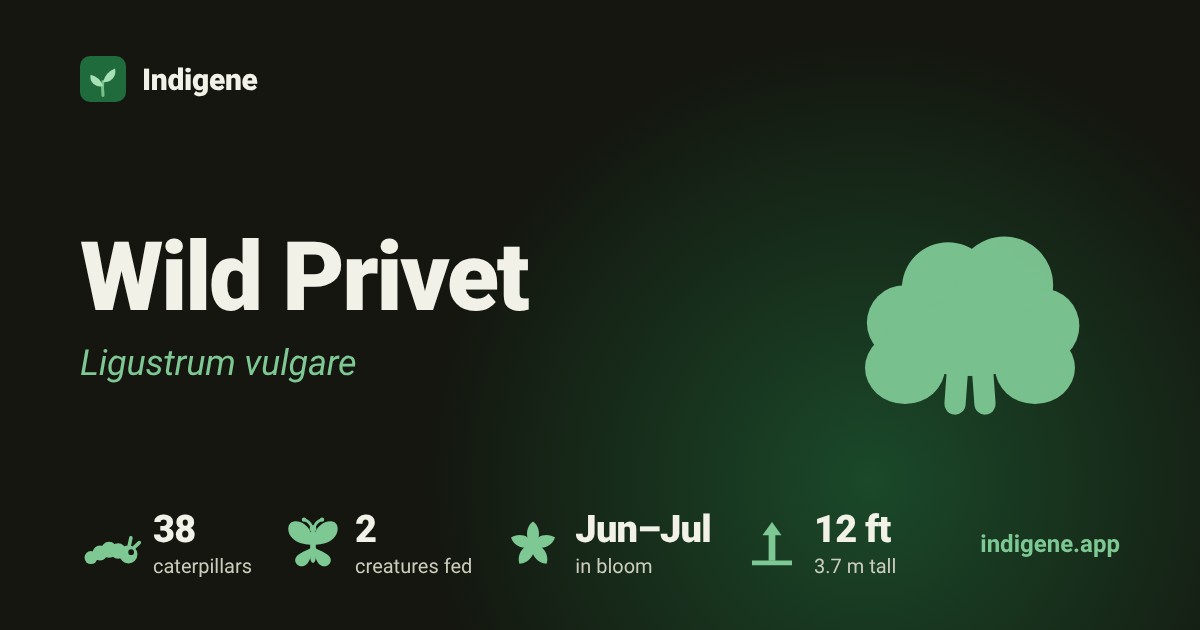 Indigene
Wild Privet
Ligustrum vulgare
38
caterpillars
2
creatures fed
Jun–Jul
in bloom
12 ft
3.7 m tall
indigene.app